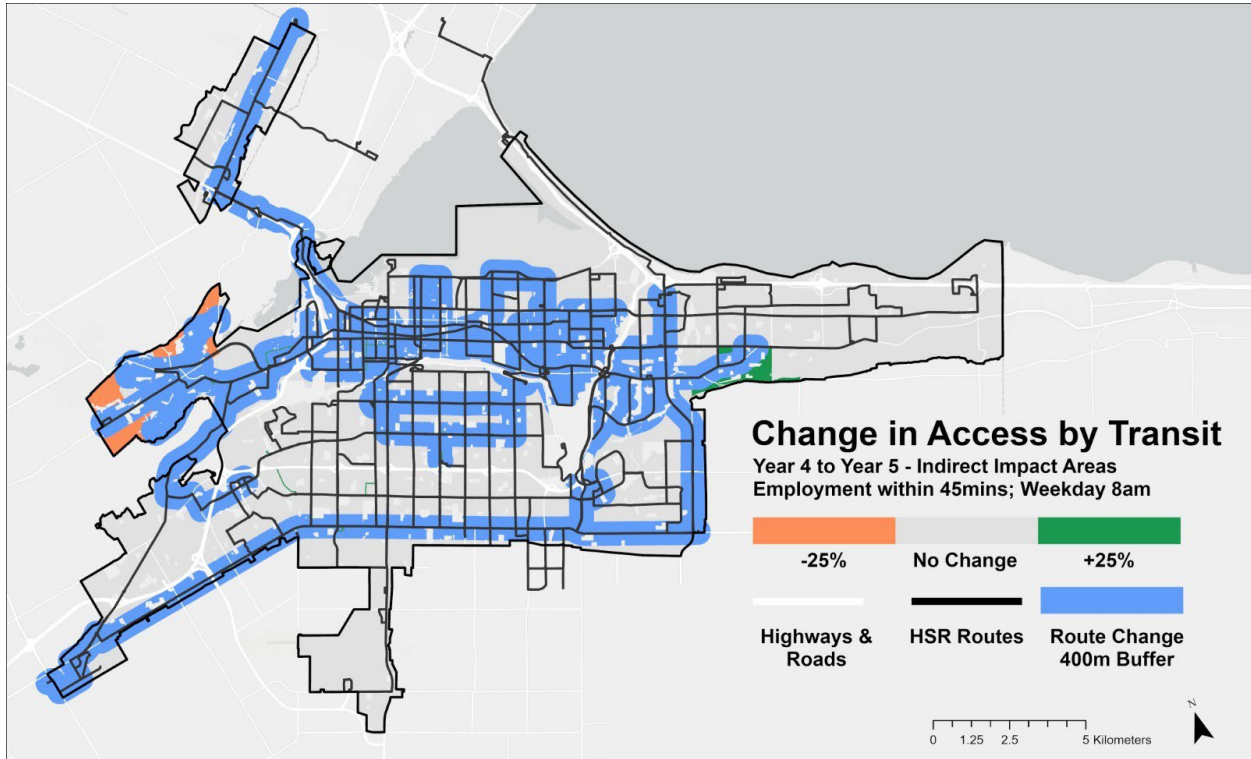 Change in Access by Transit
Year 4 to Year 5 - Indirect Impact Areas
Employment within 45mins; Weekday 8am
-25%
No Change
+25%
Highways &
Roads
HSR Routes
Route Change
400m Buffer
N
0 1.25 2.5 5 Kilometers